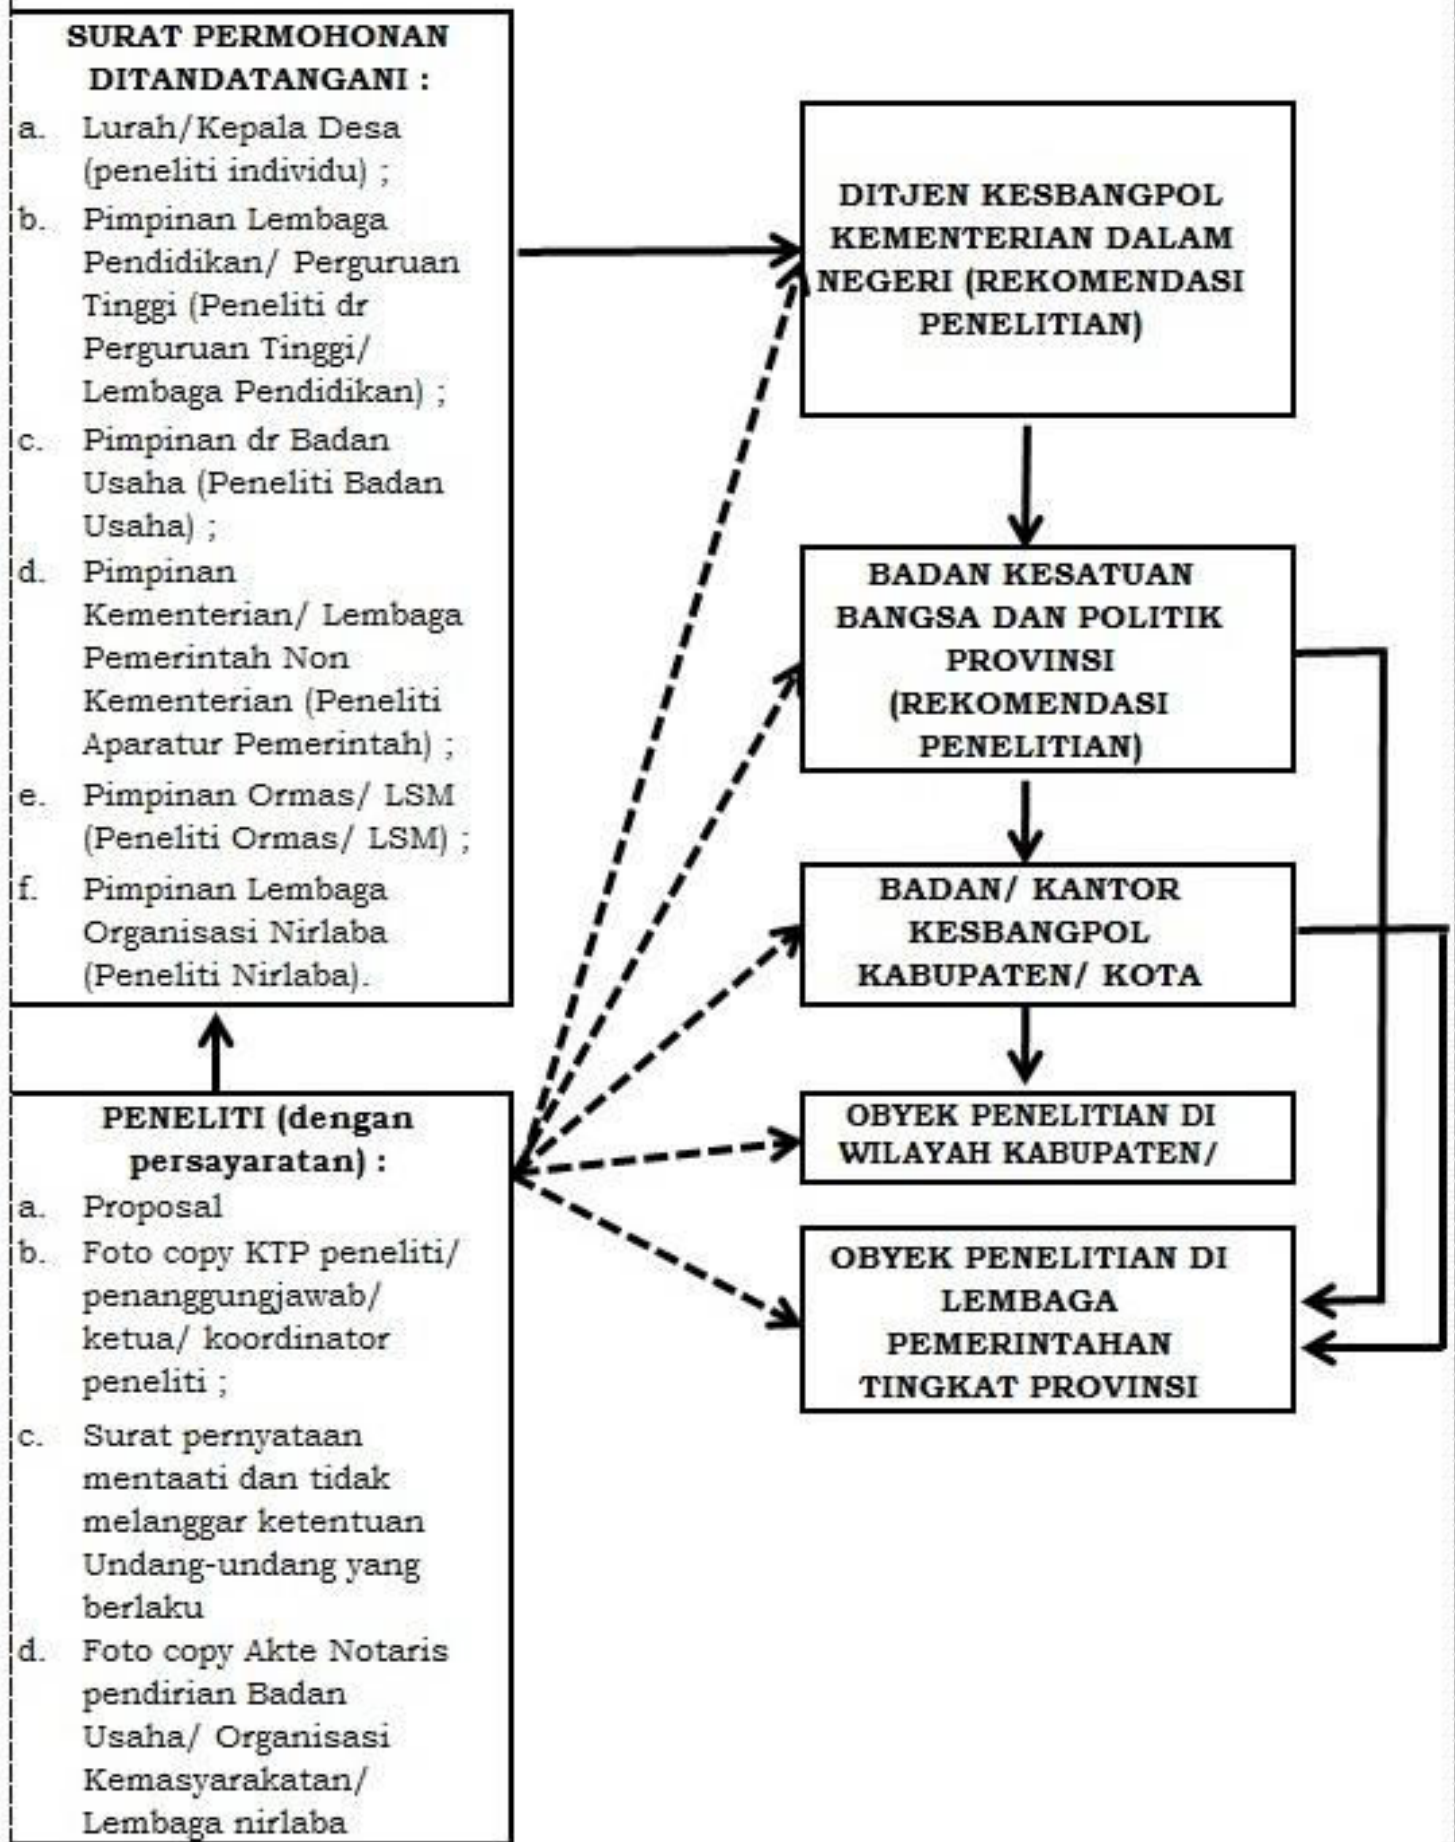 SURAT PERMOHONAN
DITANDATANGANI :
a. Lurah/Kepala Desa
(peneliti individu) ;
b. Pimpinan Lembaga
Pendidikan/ Perguruan
Tinggi (Peneliti dr
Perguruan Tinggi/
Lembaga Pendidikan) ;
c. Pimpinan dr Badan
Usaha (Peneliti Badan
Usaha) ;
d. Pimpinan
Kementerian/ Lembaga
Pemerintah Non
Kementerian (Peneliti
Aparatur Pemerintah) ;
e. Pimpinan Ormas/ LSM
(Peneliti Ormas/ LSM) ;
f. Pimpinan Lembaga
Organisasi Nirlaba
(Peneliti Nirlaba).
PENELITI (dengan
persayaratan) :
a. Proposal
b. Foto copy KTP peneliti/
penanggungjawab/
ketua/ koordinator
peneliti ;
c. Surat pernyataan
mentaati dan tidak
melanggar ketentuan
Undang-undang yang
berlaku
d. Foto copy Akte Notaris
pendirian Badan
Usaha/ Organisasi
Kemasyarakatan/
Lembaga nirlaba
DITJEN KESBANGPOL
KEMENTERIAN DALAM
NEGERI (REKOMENDASI
PENELITIAN)
BADAN KESATUAN
BANGSA DAN POLITIK
PROVINSI
(REKOMENDASI
PENELITIAN)
BADAN/ KANTOR
KESBANGPOL
KABUPATEN/ KOTA
OBYEK PENELITIAN DI
WILAYAH KABUPATEN/
OBYEK PENELITIAN DI
LEMBAGA
PEMERINTAHAN
TINGKAT PROVINSI